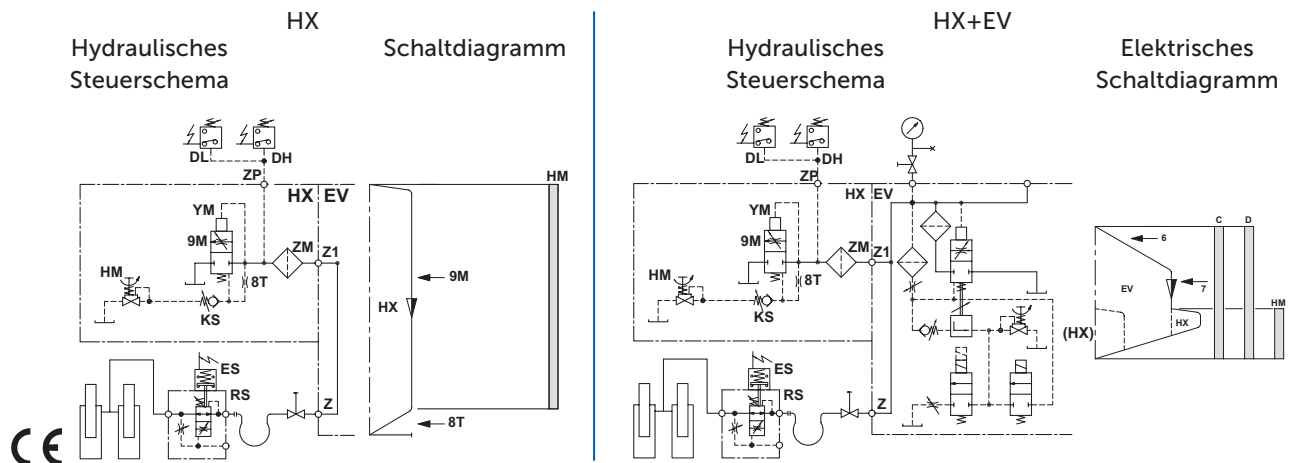 HX
Hydraulisches
Steuerschema
Schaltdiagramm
DL
DH
ZP
HX EV
HM
YM
9M
ZM
Z1
HM
8T
KS
9M
HX
ES
RS
Z
8T
CE
HX+EV
Hydraulisches
Steuerschema
Elektrisches
Schaltdiagramm
DL
DH
ZP
HX EV
YM
9M
ZM
Z1
HM
8T
KS
ES
RS
Z
C
D
6
EV
7
HM
HX
(HX)